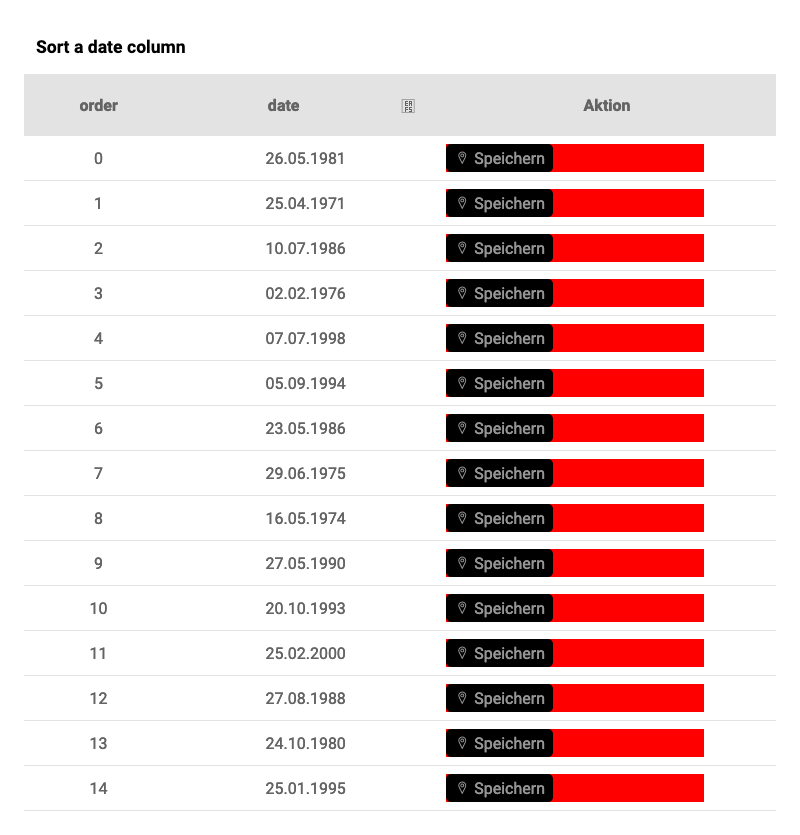 Sort a date column
order date Aktion
0 26.05.1981 Speichern
1 25.04.1971 Speichern
2 10.07.1986 Speichern
3 02.02.1976 Speichern
4 07.07.1998 Speichern
5 05.09.1994 Speichern
6 23.05.1986 Speichern
7 29.06.1975 Speichern
8 16.05.1974 Speichern
9 27.05.1990 Speichern
10 20.10.1993 Speichern
11 25.02.2000 Speichern
12 27.08.1988 Speichern
13 24.10.1980 Speichern
14 25.01.1995 Speichern